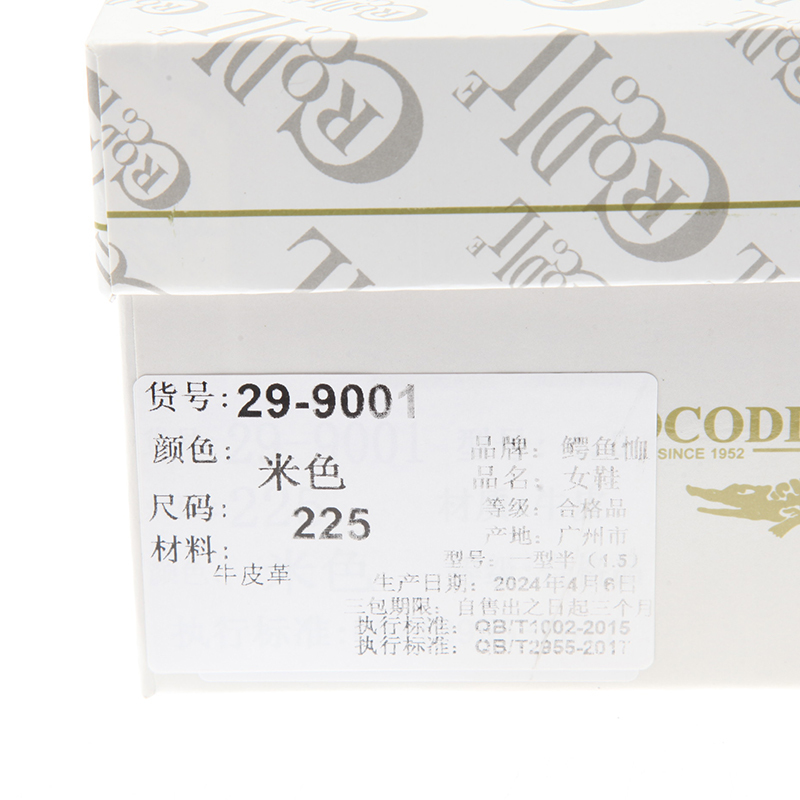 CRoCoDILE
CRoCoDILE
CRoCoDILE
OCODI
SINCE 1952
货号: 29-9001
颜色: 米色
尺码: 225
材料: 牛皮革
品牌: 鳄鱼恤
品名: 女鞋
等级: 合格品
产地: 广州市
型号: 一型半（1.5）
生产日期: 2024年4月6日
三包期限: 自售出之日起三个月
执行标准: QB/T1002-2015
执行标准: QB/T2955-2017